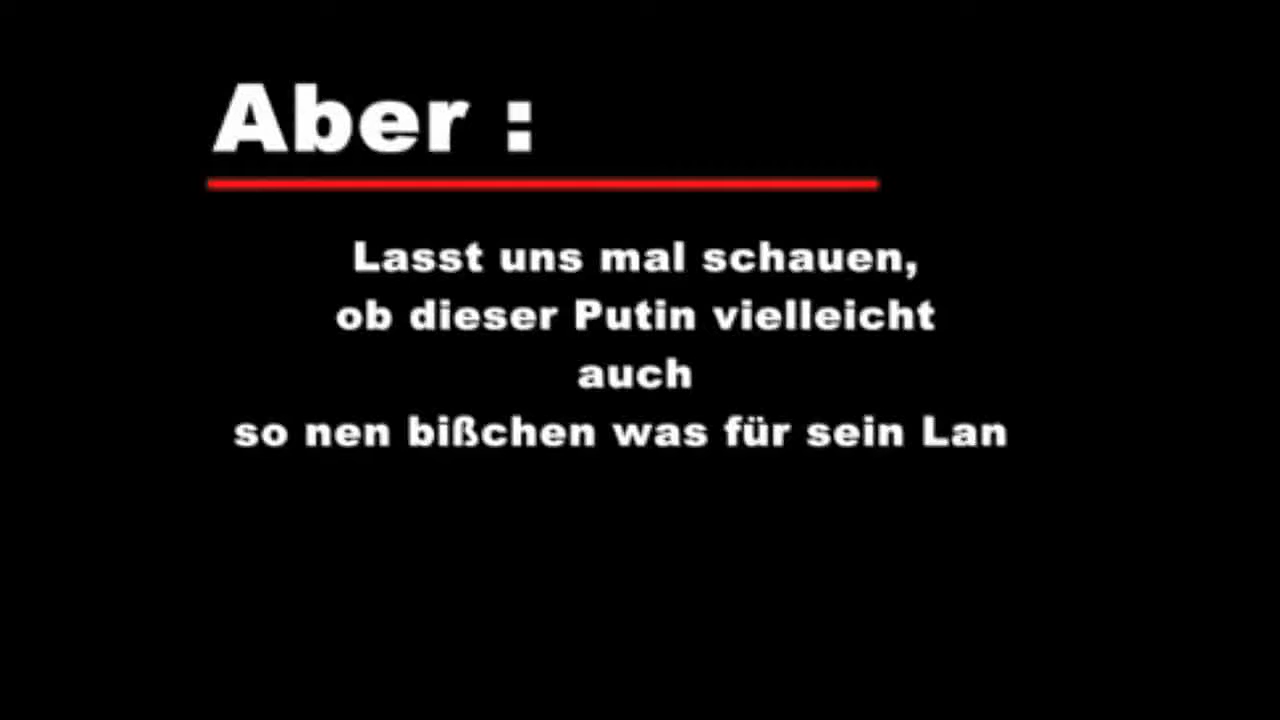 Aber :
Lasst uns mal schauen,
ob dieser Putin vielleicht
auch
so nen bißchen was für sein Lan